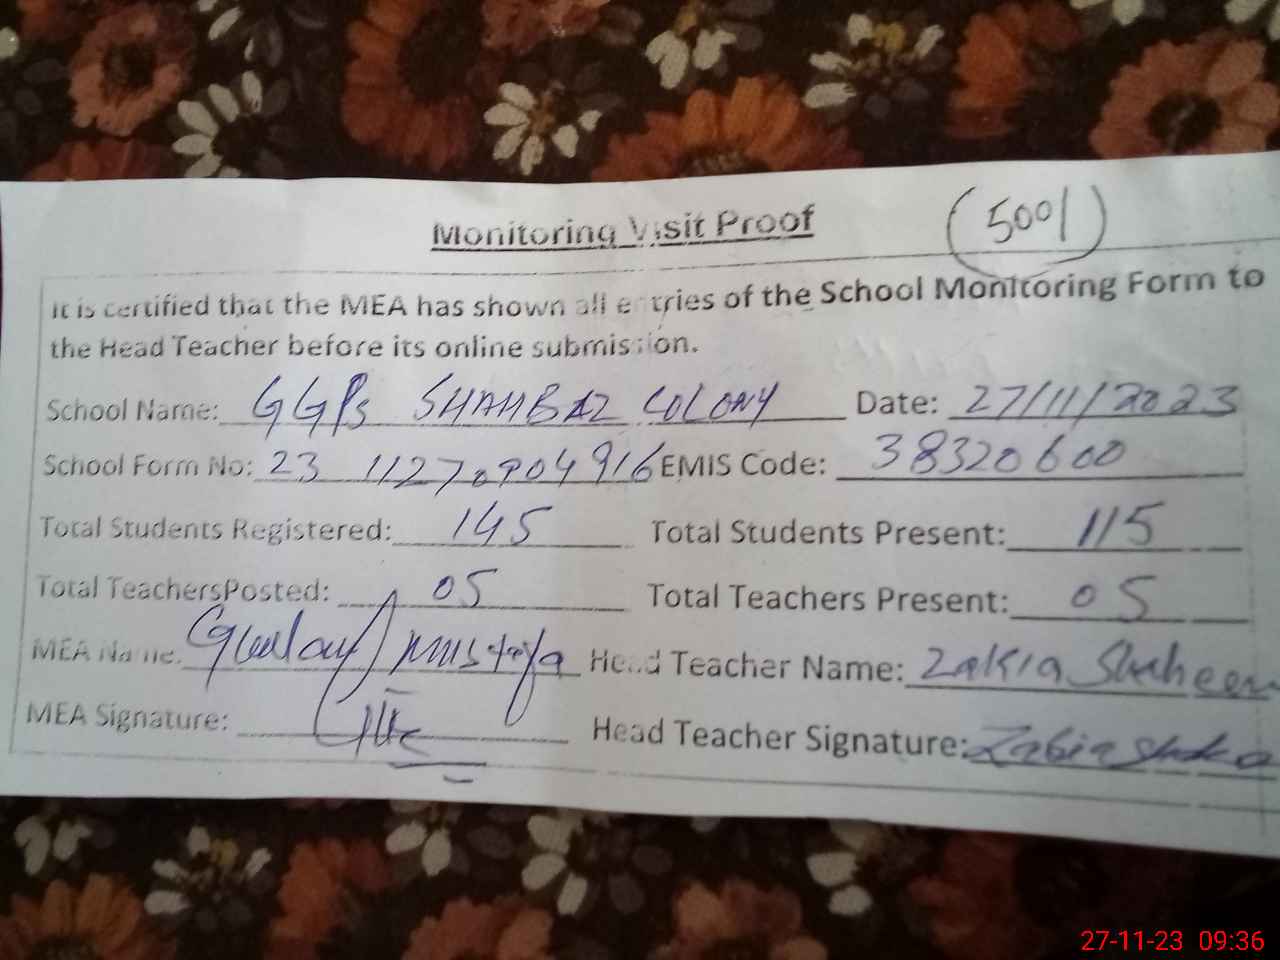 Monitoring Visit Proof (5001)
It is certified that the MEA has shown all entries of the School Monitoring Form to
the Head Teacher before its online submission.
School Name: GGPS SHAHBAZ COLONY Date: 27/11/2023
School Form No: 23 11270904916 EMIS Code: 38320600
Total Students Registered: 145 Total Students Present: 115
Total TeachersPosted: 05 Total Teachers Present: 05
MEA Name: Mustafa Head Teacher Name: Zakia Shaheen
MEA Signature: Head Teacher Signature:
27-11-23 09:36